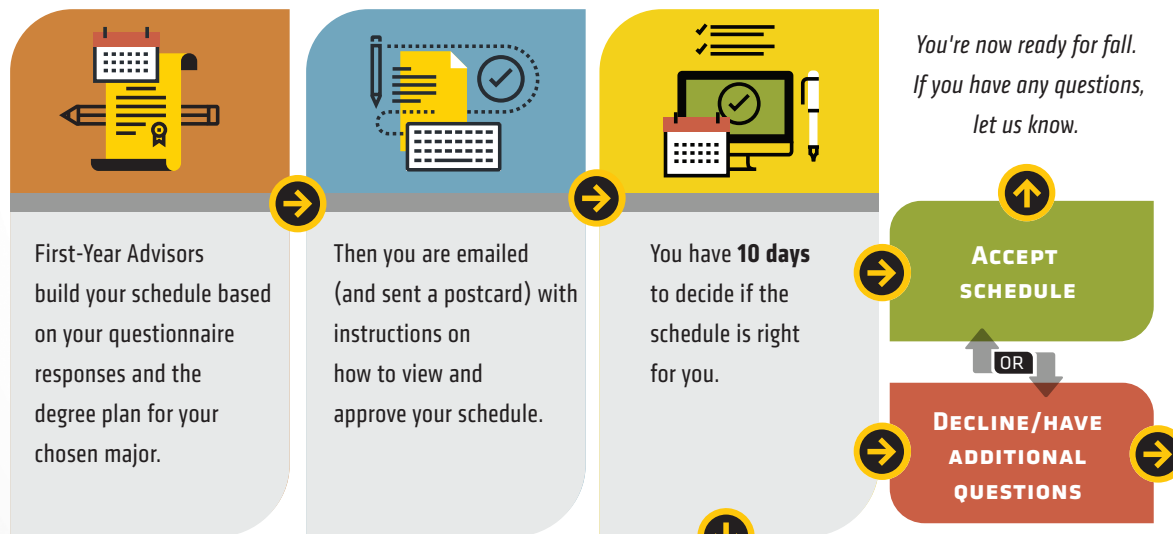 First-Year Advisors
build your schedule based
on your questionnaire
responses and the
degree plan for your
chosen major.
Then you are emailed
(and sent a postcard) with
instructions on
how to view and
approve your schedule.
You have 10 days
to decide if the
schedule is right
for you.
You're now ready for fall.
If you have any questions,
let us know.
ACCEPT
SCHEDULE
OR
DECLINE/HAVE
ADDITIONAL
QUESTIONS